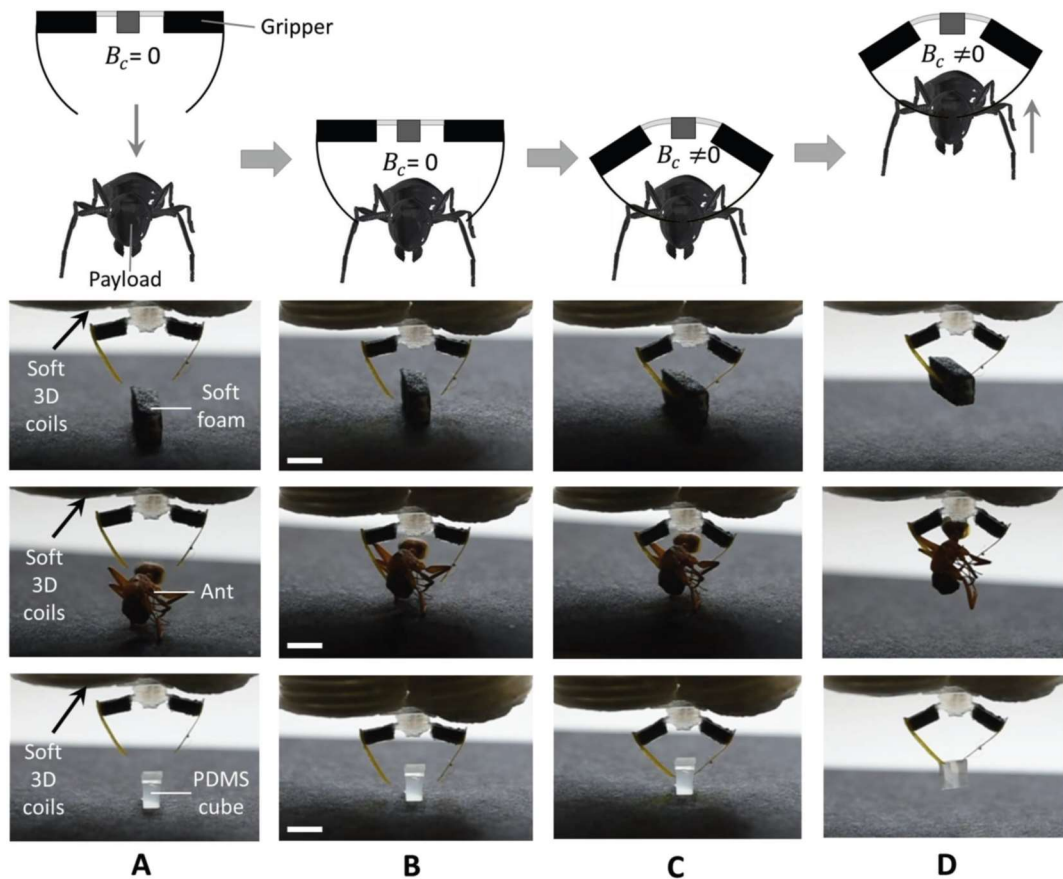 Gripper
B_c = 0
B_c ≠0
B_c = 0
B_c ≠0
Payload
Soft
3D
coils
Soft
foam
Soft
3D
coils
Ant
Soft
3D
coils
PDMS
cube
A B C D